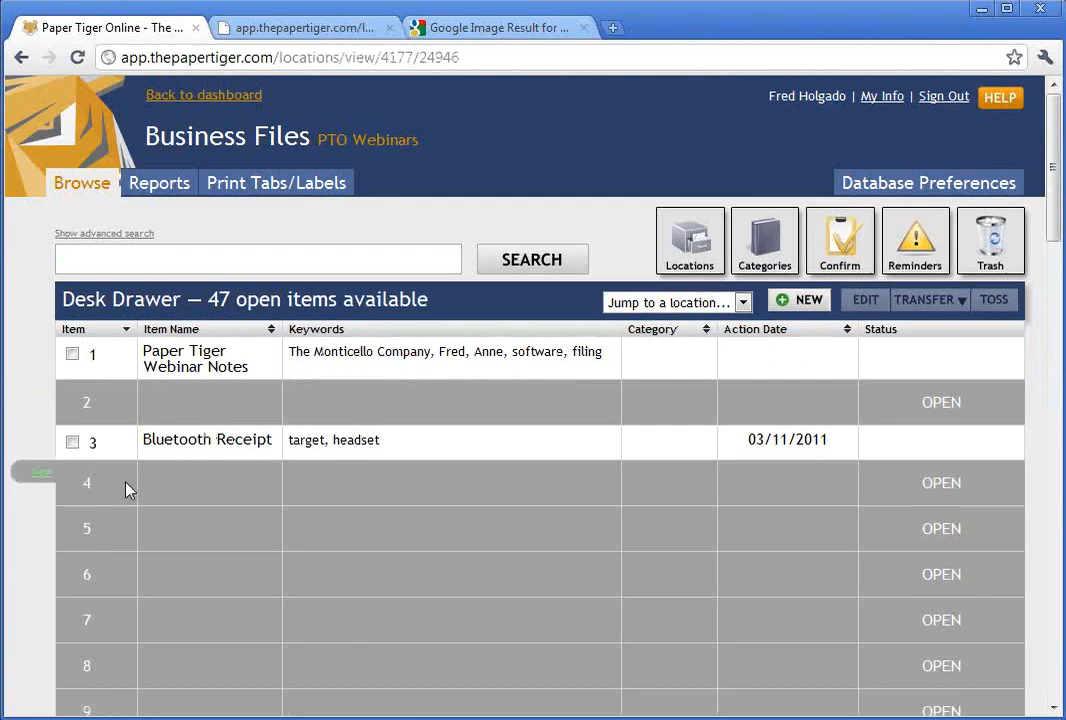 Paper Tiger Online - The ...
app.thepapertiger.com/l...
Google Image Result for ...
app.thepapertiger.com/locations/view/4177/24946
Back to dashboard
Fred Holgado | My Info | Sign Out HELP
Business Files PTO Webinars
Browse Reports Print Tabs/Labels Database Preferences
Show advanced search
SEARCH
Locations Categories Confirm Reminders Trash
Desk Drawer — 47 open items available
Jump to a location... NEW EDIT TRANSFER TOSS
Item Item Name Keywords Category Action Date Status
1 Paper Tiger Webinar Notes The Monticello Company, Fred, Anne, software, filing
2 OPEN
3 Bluetooth Receipt target, headset 03/11/2011
4 OPEN
5 OPEN
6 OPEN
7 OPEN
8 OPEN
9 OPEN